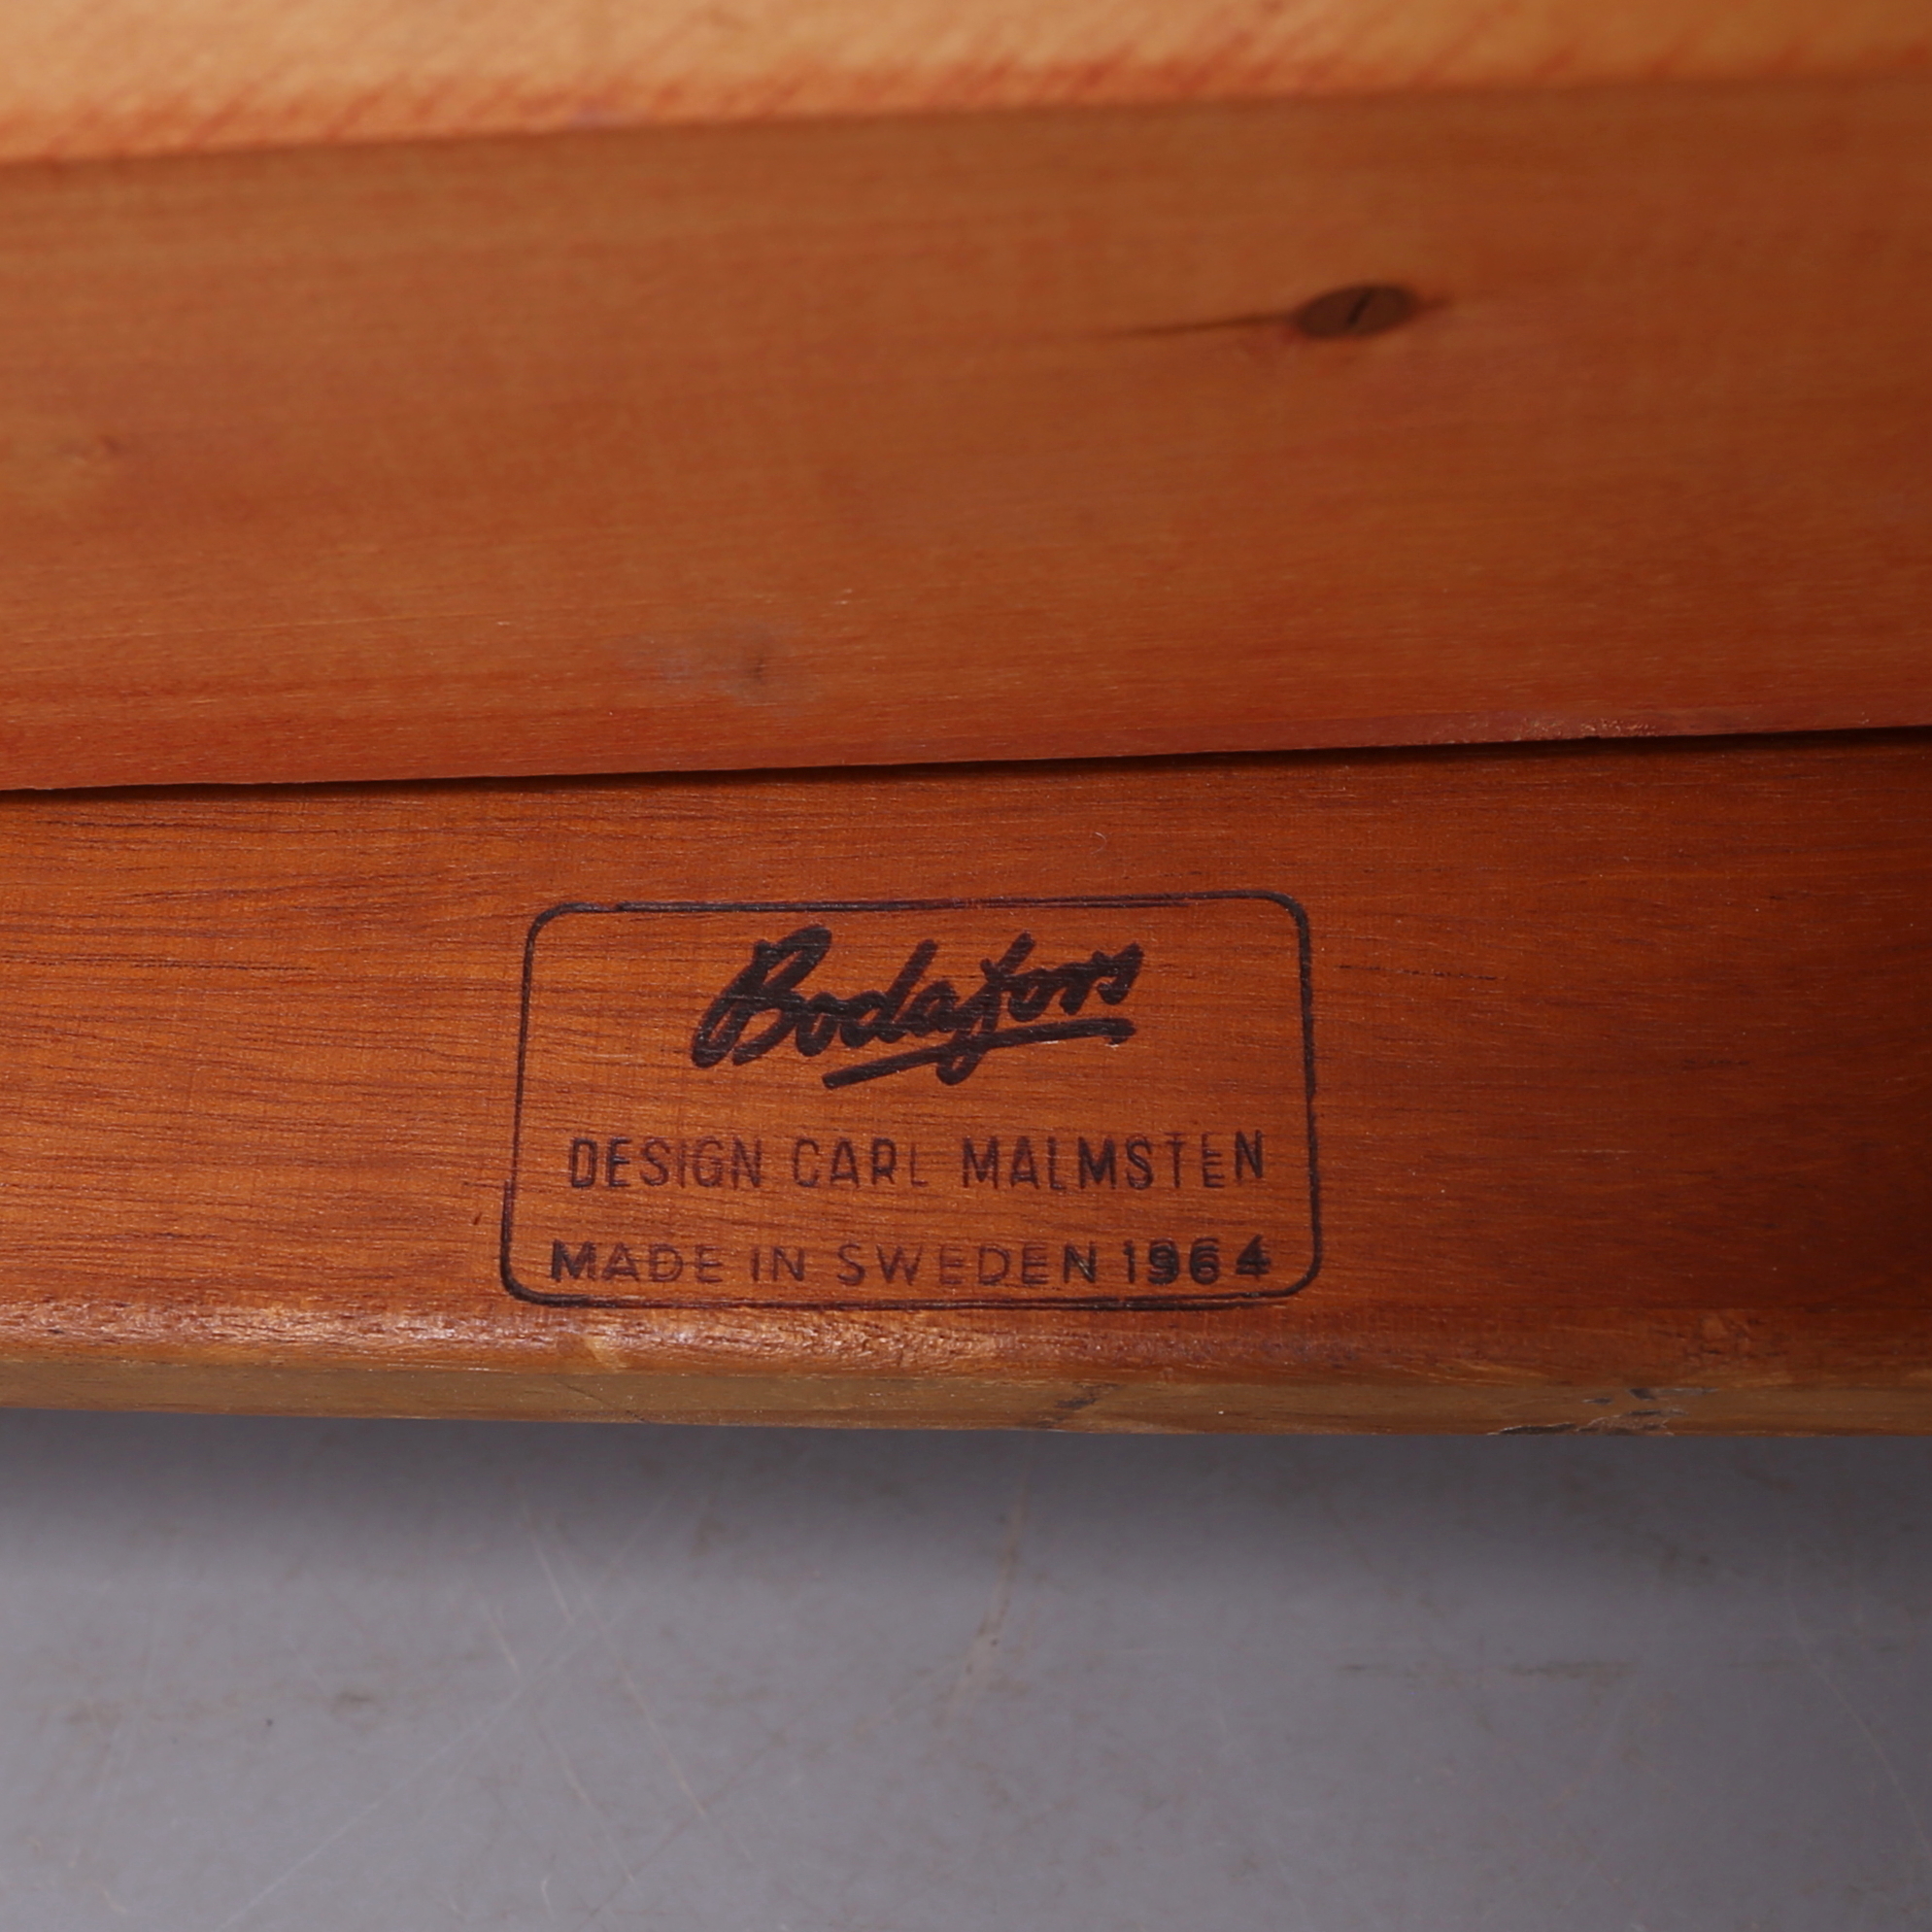 Bodafors
DESIGN CARL MALMSTEN
MADE IN SWEDEN 1964